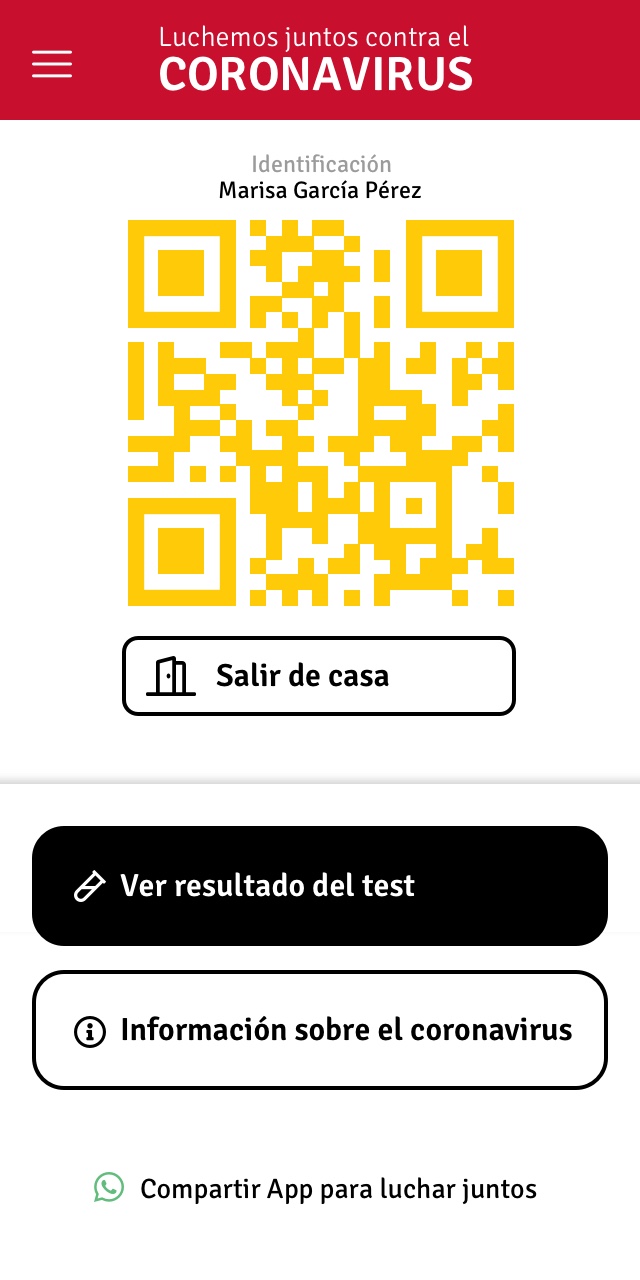 Luchemos juntos contra el
CORONAVIRUS
Identificación
Marisa García Pérez
Salir de casa
Ver resultado del test
Información sobre el coronavirus
Compartir App para luchar juntos